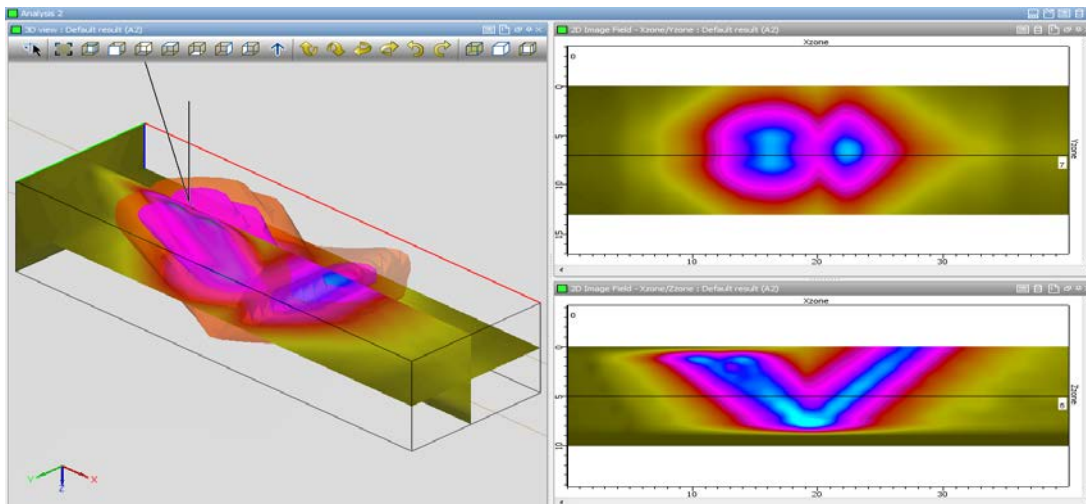 Analysis 2
3D view : Default result (A2)
Y
X
Z
2D Image Field - Xzone/Yzone : Default result (A2)
Xzone
0
0
5
10
15
Yzone
7
10
20
30
2D Image Field - Xzone/Zzone : Default result (A2)
Xzone
0
0
5
10
Zzone
6
10
20
30